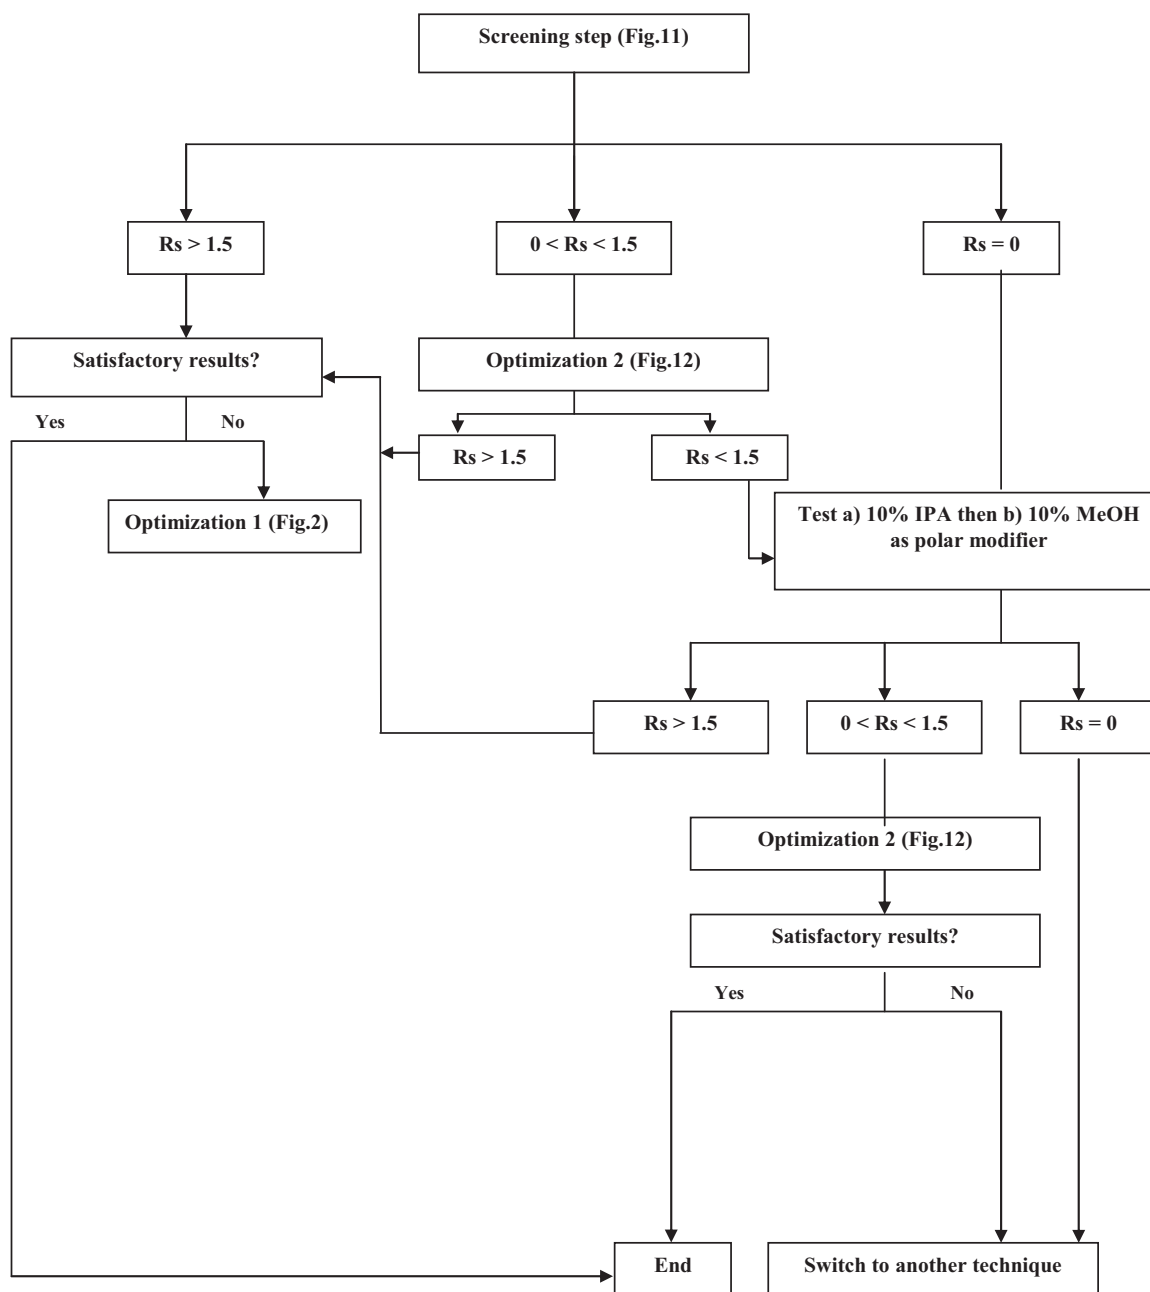 Screening step (Fig.11)
Rs > 1.5
0 < Rs < 1.5
Rs = 0
Satisfactory results?
Optimization 2 (Fig.12)
Yes
No
Rs > 1.5
Rs < 1.5
Optimization 1 (Fig.2)
Test a) 10% IPA then b) 10% MeOH
as polar modifier
Rs > 1.5
0 < Rs < 1.5
Rs = 0
Optimization 2 (Fig.12)
Satisfactory results?
Yes
No
End
Switch to another technique